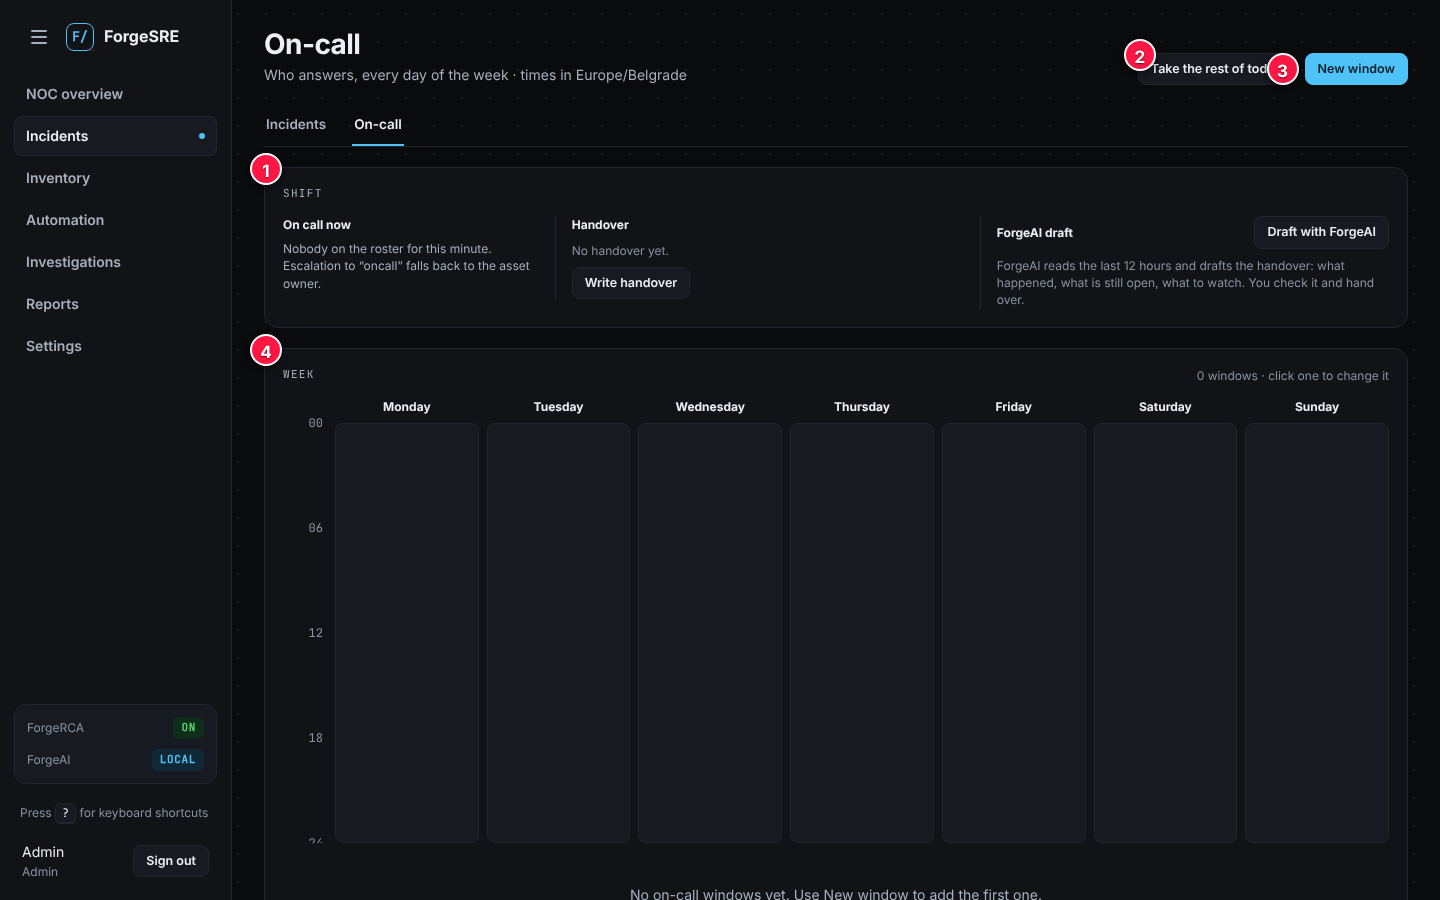 F/ ForgeSRE
NOC overview
Incidents
Inventory
Automation
Investigations
Reports
Settings
ForgeRCA ON
ForgeAI LOCAL
Press ? for keyboard shortcuts
Admin
Admin
Sign out
On-call
Who answers, every day of the week · times in Europe/Belgrade
2
Take the rest of tod
3
New window
Incidents On-call
1
SHIFT
On call now
Nobody on the roster for this minute.
Escalation to “oncall” falls back to the asset
owner.
Handover
No handover yet.
Write handover
ForgeAI draft
Draft with ForgeAI
ForgeAI reads the last 12 hours and drafts the handover: what
happened, what is still open, what to watch. You check it and hand
over.
4
WEEK
0 windows · click one to change it
Monday Tuesday Wednesday Thursday Friday Saturday Sunday
00
06
12
18
24
No on-call windows yet. Use New window to add the first one.